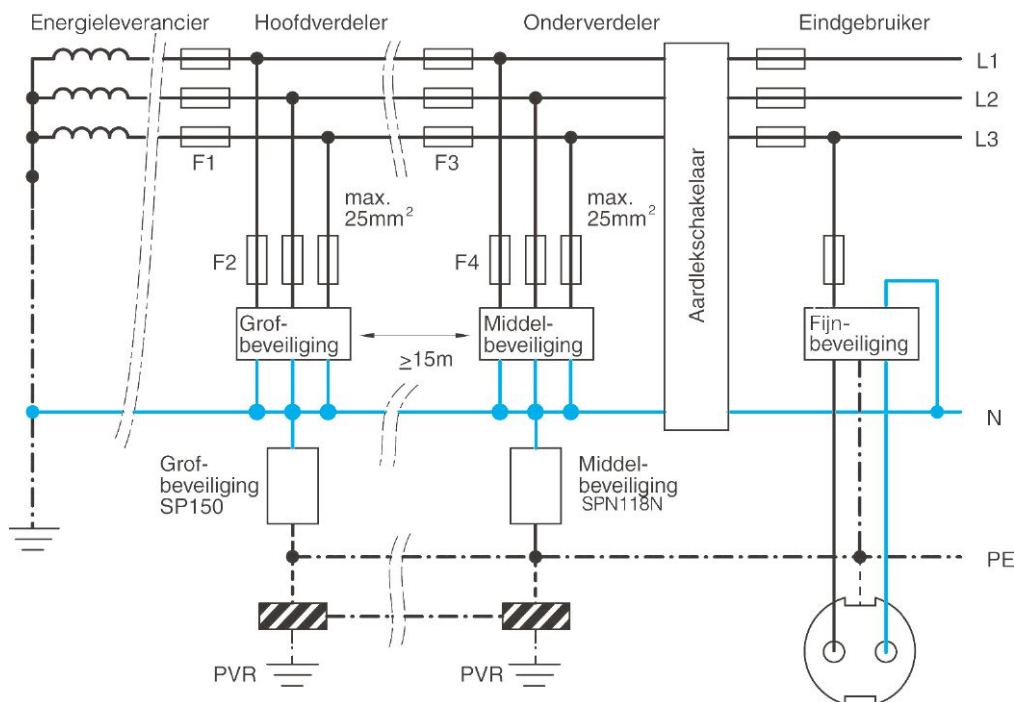 Energieleverancier
Hoofdverdeler
Onderverdeler
Eindgebruiker
L1
L2
L3
F1
F3
max.
25mm²
max.
25mm²
F2
F4
Aardlekschakelaar
Grof-
beveiliging
≥15m
Middel-
beveiliging
Fijn-
beveiliging
N
Grof-
beveiliging
SP150
Middel-
beveiliging
SPN118N
PE
PVR
PVR